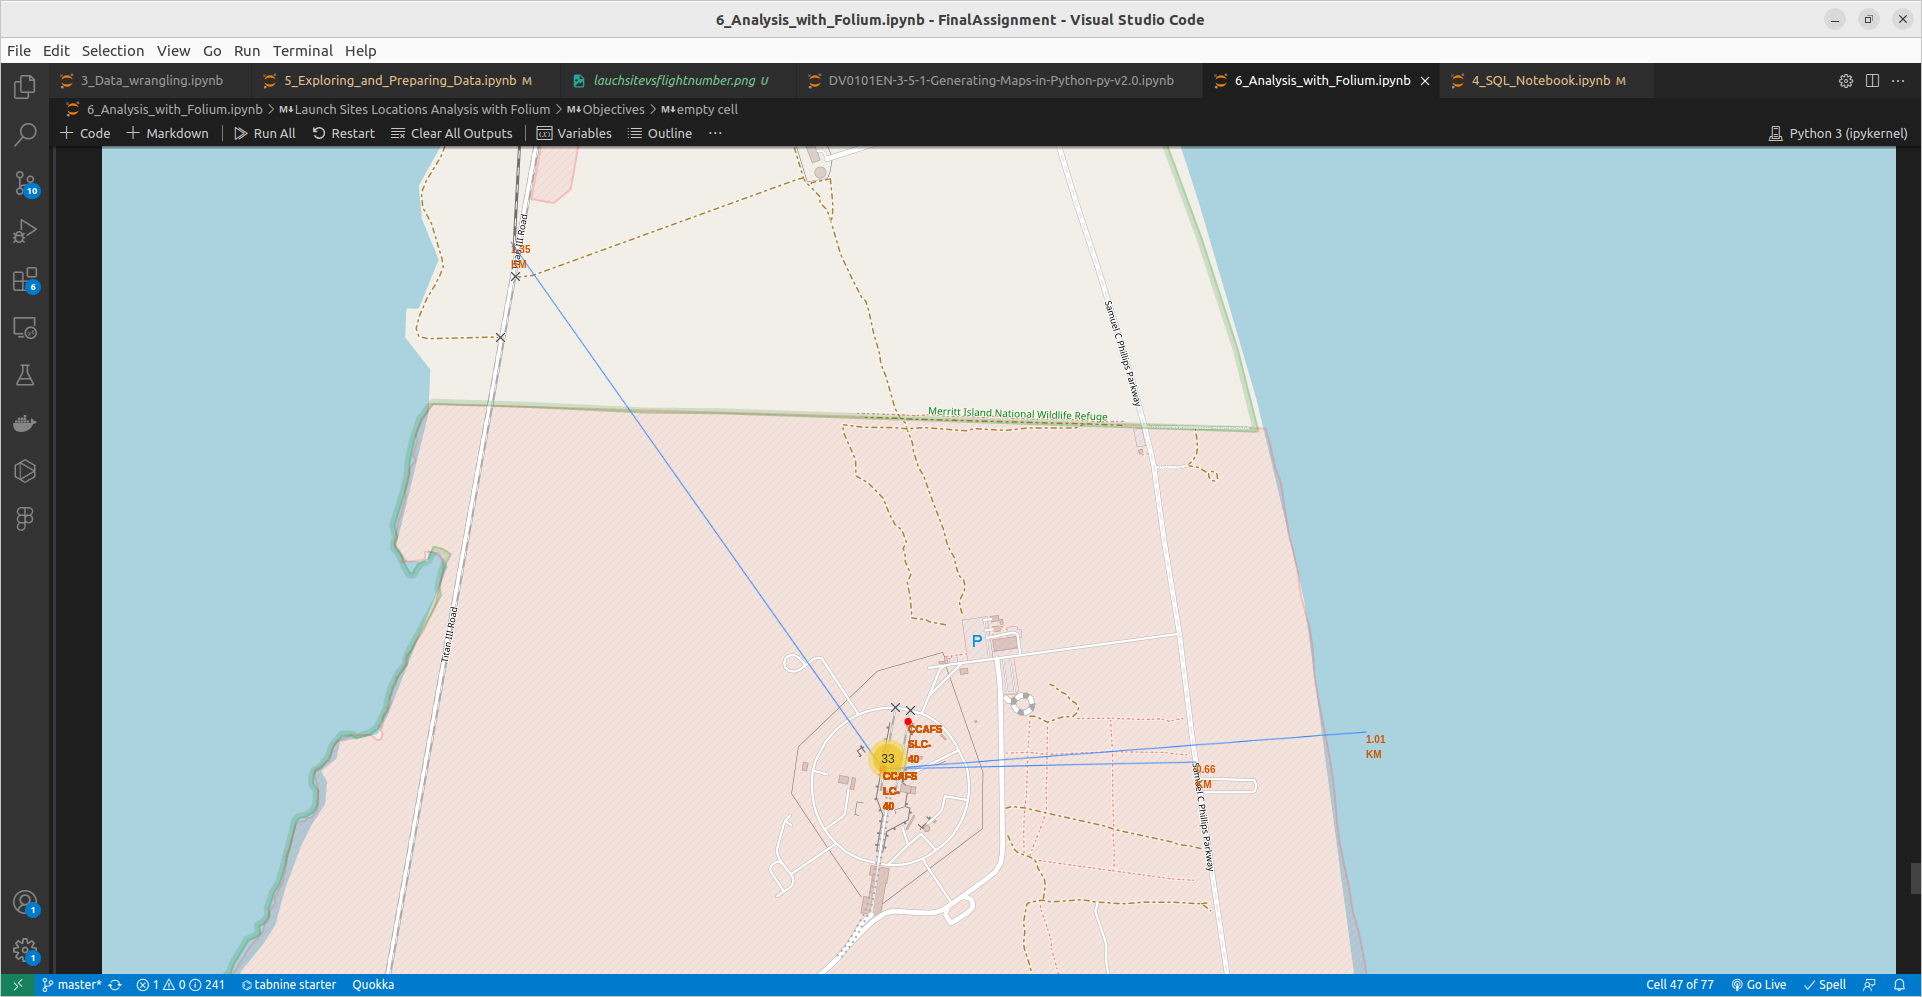 6_Analysis_with_Folium.ipynb - FinalAssignment - Visual Studio Code
File Edit Selection View Go Run Terminal Help
3_Data_wrangling.ipynb 5_Exploring_and_Preparing_Data.ipynb M lauchsitevsflightnumber.png U DV0101EN-3-5-1-Generating-Maps-in-Python-py-v2.0.ipynb 6_Analysis_with_Folium.ipynb 4_SQL_Notebook.ipynb M
6_Analysis_with_Folium.ipynb > M↓Launch Sites Locations Analysis with Folium > M↓Objectives > M↓empty cell
Code Markdown Run All Restart Clear All Outputs Variables Outline ··· Python 3 (ipykernel)
10
6
III Road
KM
Samuel C Phillips Parkway
Merritt Island National Wildlife Refuge
Titan III Road
P
CCAFS
SLC-
40
33
CCAFS
LC-
40
1.01
KM
0.66
KM
Samuel C Phillips Parkway
1
1
master* 1 0 241 tabnine starter Quokka Cell 47 of 77 Go Live Spell